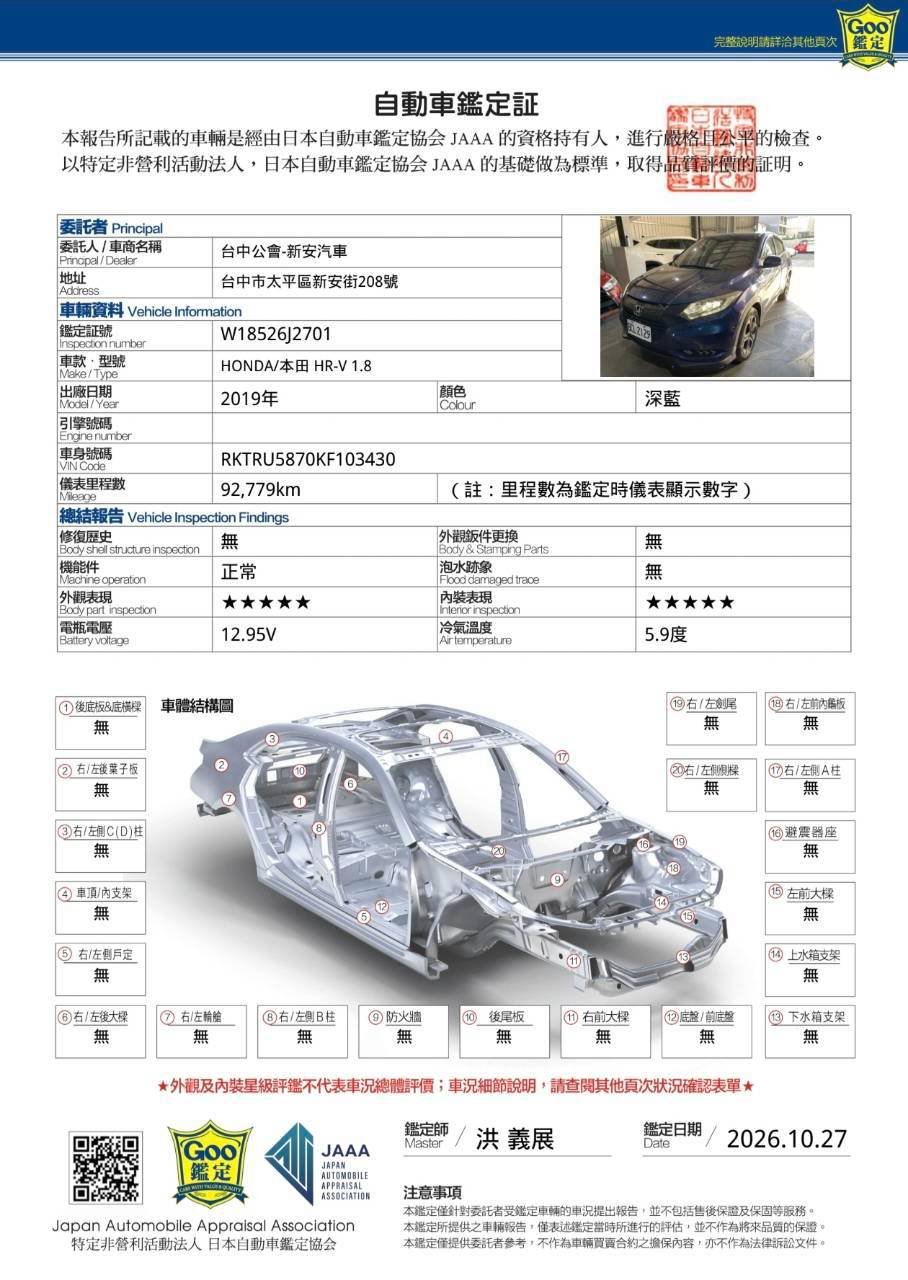 完整說明請詳洽其他頁次
Goo
鑑定
自動車鑑定証
本報告所記載的車輛是經由日本自動車鑑定協会 JAAA 的資格持有人，進行嚴格且公平的檢查。
以特定非營利活動法人，日本自動車鑑定協会 JAAA 的基礎做為標準，取得品質評價的証明。
委託者 Principal
委託人 / 車商名稱
Principal / Dealer
台中公會-新安汽車
地址
Address
台中市太平區新安街208號
車輛資料 Vehicle Information
鑑定証號
Inspection number
W18526J2701
車款．型號
Make / Type
HONDA/本田 HR-V 1.8
出廠日期
Model / Year
2019年
顏色
Colour
深藍
引擎號碼
Engine number
車身號碼
VIN Code
RKTRU5870KF103430
儀表里程數
Mileage
92,779km
（註：里程數為鑑定時儀表顯示數字）
總結報告 Vehicle Inspection Findings
修復歷史
Body shell structure inspection
無
外觀鈑件更換
Body & Stamping Parts
無
機能件
Machine operation
正常
泡水跡象
Flood damaged trace
無
外觀表現
Body part inspection
★★★★★
內裝表現
Interior inspection
★★★★★
電瓶電壓
Battery voltage
12.95V
冷氣溫度
Air temperature
5.9度
車體結構圖
①後底板&底橫樑
無
②右/左後葉子板
無
③右/左側C(D)柱
無
④車頂/內支架
無
⑤右/左側戶定
無
⑥右/左後大樑
無
⑦右/左輪艙
無
⑧右/左側B柱
無
⑨防火牆
無
⑩後尾板
無
⑪右前大樑
無
⑫底盤/前底盤
無
⑬下水箱支架
無
⑭上水箱支架
無
⑮左前大樑
無
⑯避震器座
無
⑰右/左側A柱
無
⑱右/左前內龜板
無
⑲右/左劍尾
無
⑳右/左側側樑
無
★外觀及內裝星級評鑑不代表車況總體評價；車況細節說明，請查閱其他頁次狀況確認表單★
Goo
鑑定
JAAA
JAPAN
AUTOMOBILE
APPRAISAL
ASSOCIATION
Japan Automobile Appraisal Association
特定非営利活動法人 日本自動車鑑定協会
鑑定師
Master
洪 義展
鑑定日期
Date
2026.10.27
注意事項
本鑑定僅針對委託者受鑑定車輛的車況提出報告，並不包括售後保證及保固等服務。
本鑑定所提供之車輛報告，僅表述鑑定當時所進行的評估，並不作為將來品質的保證。
本鑑定僅提供委託者參考，不作為車輛買賣合約之擔保內容，亦不作為法律訴訟文件。